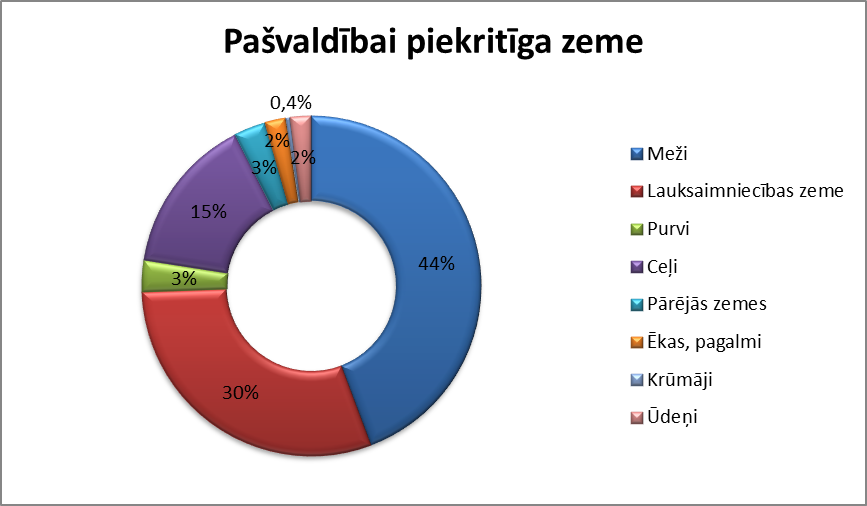 Pašvaldībai piekritīga zeme
0,4%
2%
2%
3%
15%
3%
44%
30%
Meži
Lauksaimniecības zeme
Purvi
Ceļi
Pārējās zemes
Ēkas, pagalmi
Krūmāji
Ūdeņi